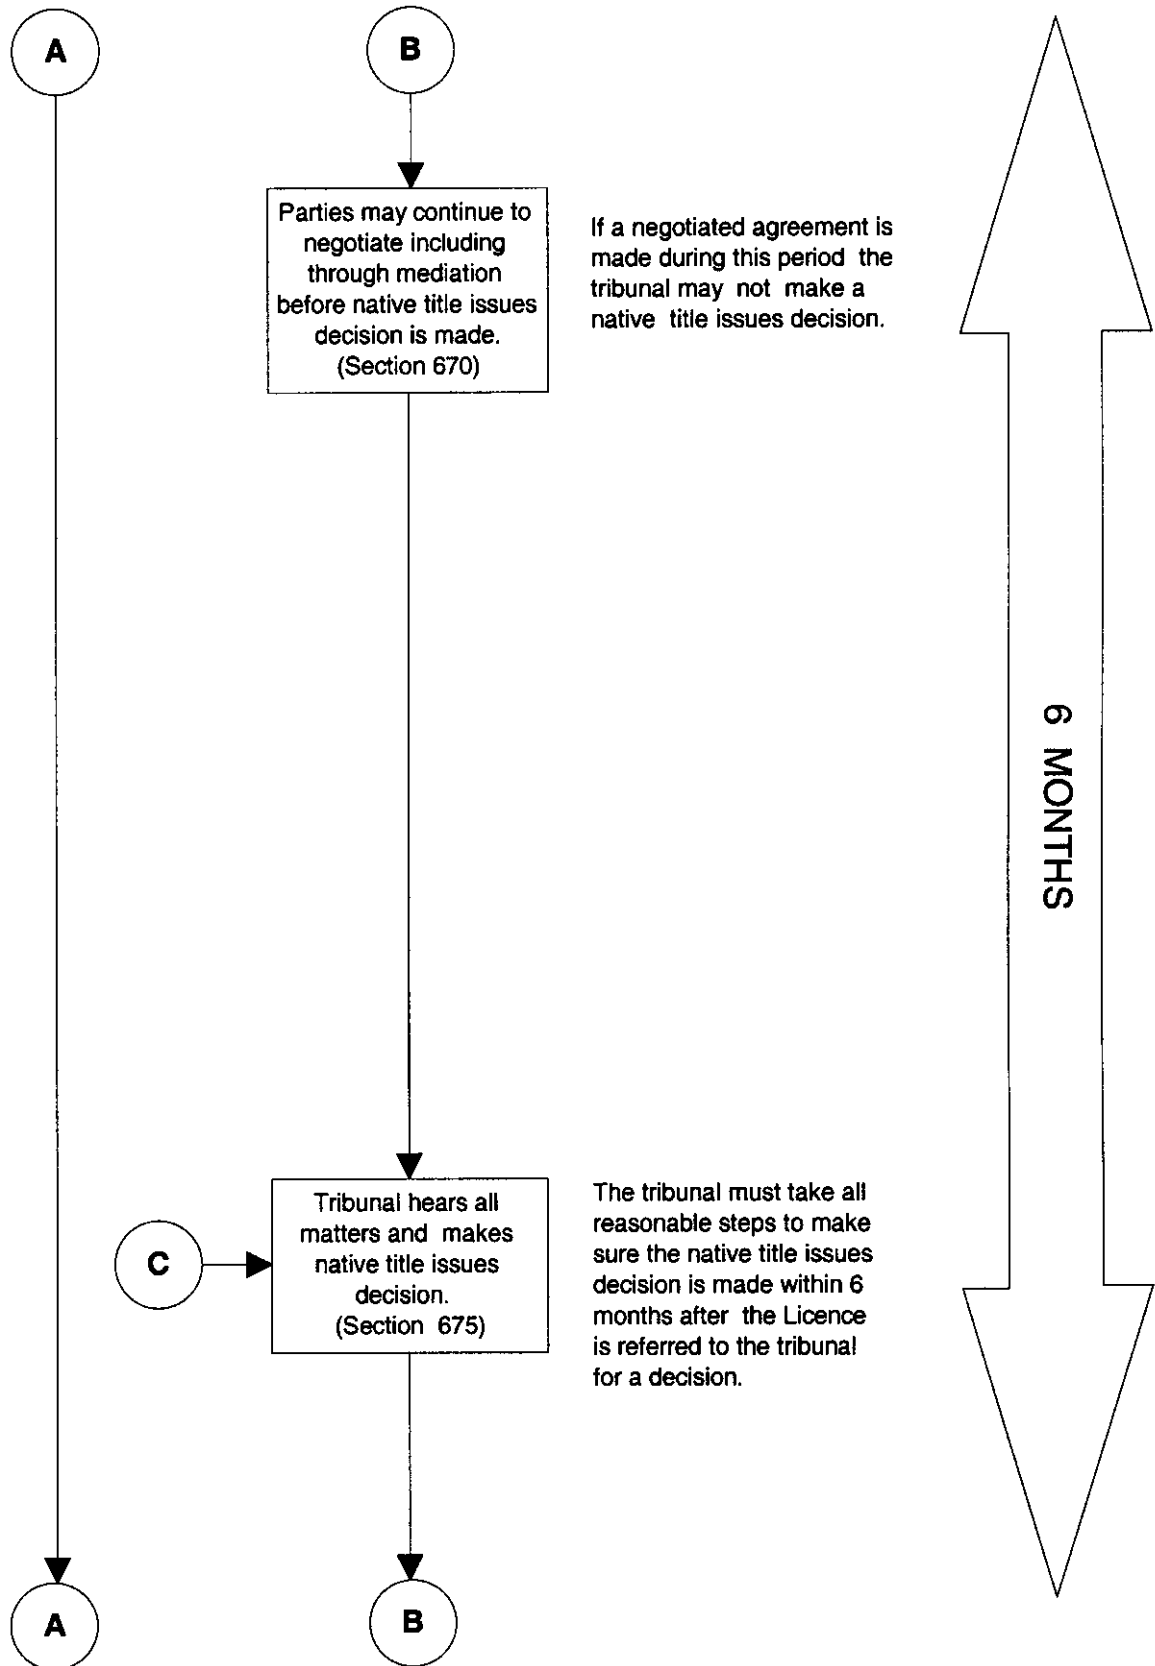 A
B
Parties may continue to
negotiate including
through mediation
before native title issues
decision is made.
(Section 670)
If a negotiated agreement is
made during this period the
tribunal may not make a
native title issues decision.
6 MONTHS
Tribunal hears all
matters and makes
native title issues
decision.
(Section 675)
C
The tribunal must take all
reasonable steps to make
sure the native title issues
decision is made within 6
months after the Licence
is referred to the tribunal
for a decision.
A
B